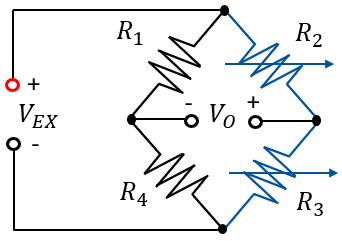 R1 R2
+
VEX
-
- VO +
R4 R3